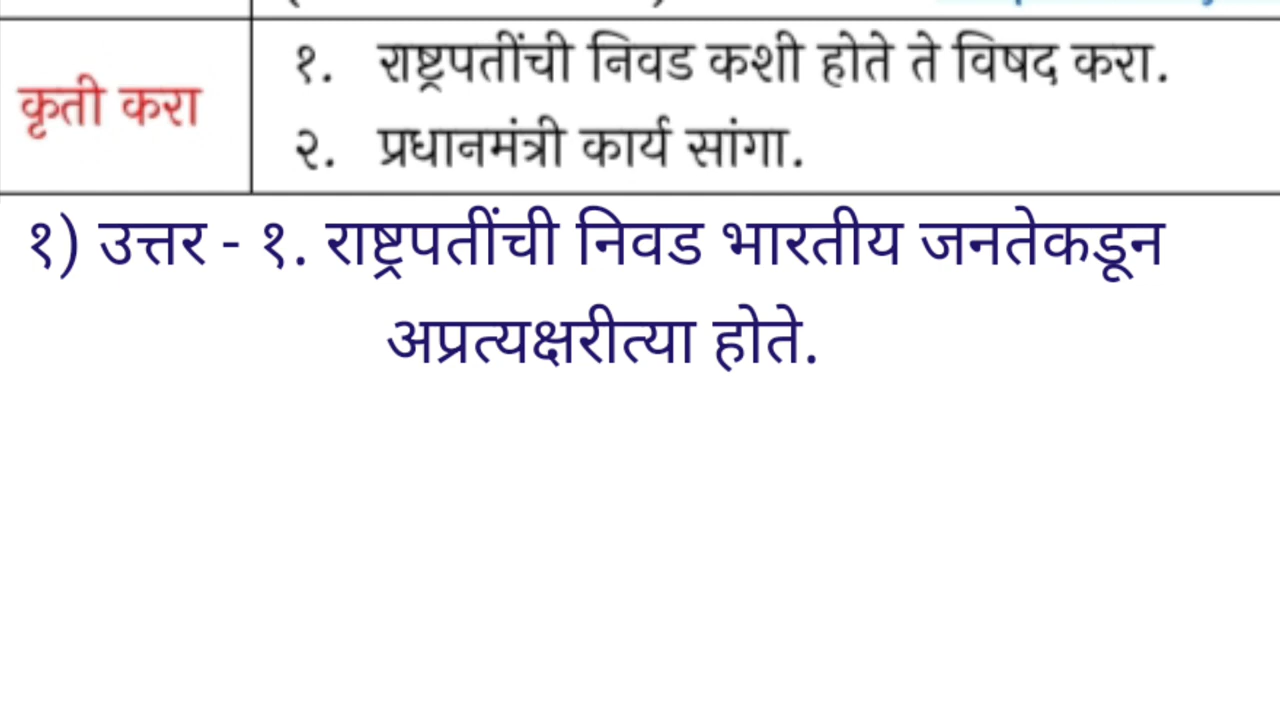 १. राष्ट्रपतींची निवड कशी होते ते विषद करा.
कृती करा
२. प्रधानमंत्री कार्य सांगा.
१) उत्तर - १. राष्ट्रपतींची निवड भारतीय जनतेकडून
अप्रत्यक्षरीत्या होते.